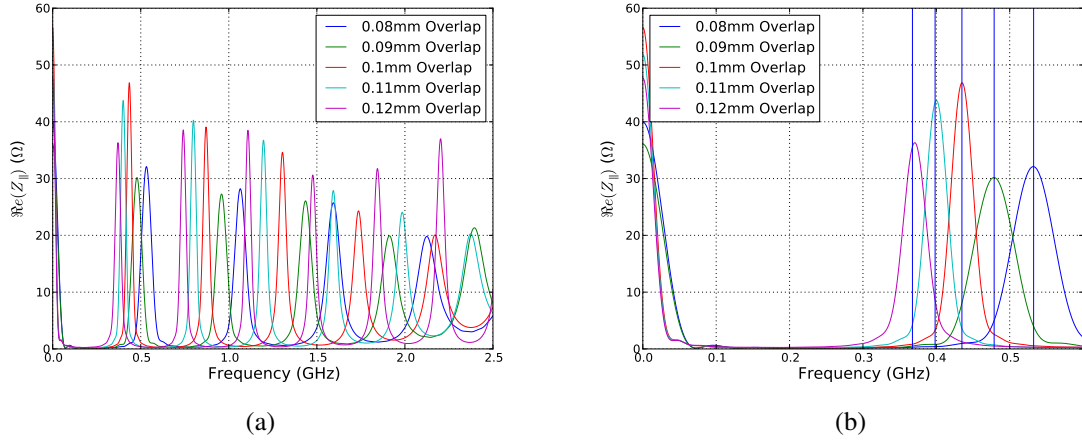 60
50
40
30
20
10
0
0.0 0.5 1.0 1.5 2.0 2.5
Frequency (GHz)
ℜe(Z∥) (Ω)
0.08mm Overlap
0.09mm Overlap
0.1mm Overlap
0.11mm Overlap
0.12mm Overlap
(a)
60
50
40
30
20
10
0
0.0 0.1 0.2 0.3 0.4 0.5
Frequency (GHz)
ℜe(Z∥) (Ω)
0.08mm Overlap
0.09mm Overlap
0.1mm Overlap
0.11mm Overlap
0.12mm Overlap
(b)